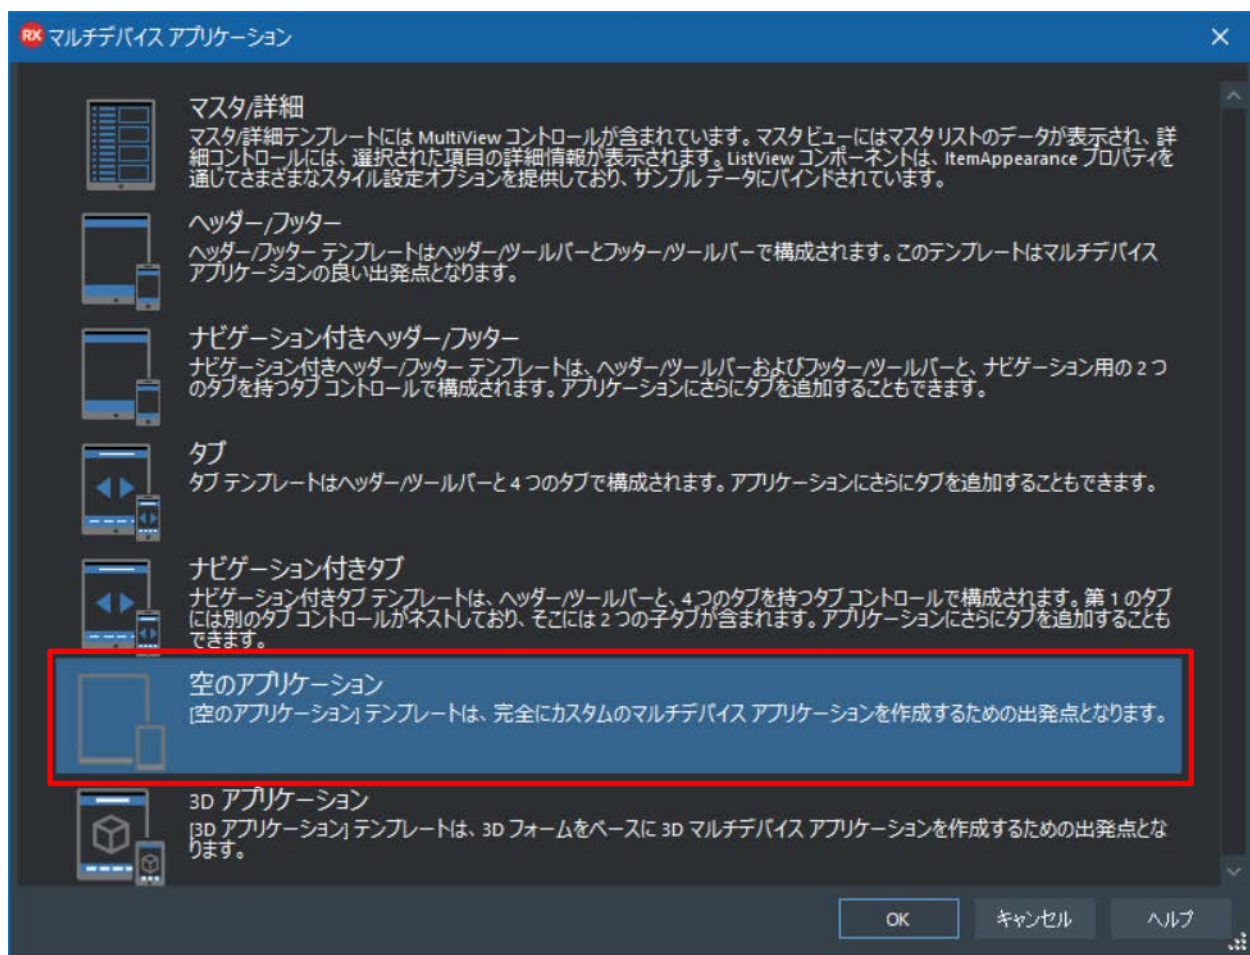 RX マルチデバイス アプリケーション
マスタ/詳細
マスタ/詳細テンプレートには MultiView コントロールが含まれています。マスタ ビューにはマスタ リストのデータが表示され、詳
細コントロールには、選択された項目の詳細情報が表示されます。ListView コンポーネントは、ItemAppearance プロパティを
通じてさまざまなスタイル設定オプションを提供しており、サンプル データにバインドされています。
ヘッダー/フッター
ヘッダー/フッター テンプレートはヘッダー/ツールバーとフッター/ツールバーで構成されます。このテンプレートはマルチデバイス
アプリケーションの良い出発点となります。
ナビゲーション付きヘッダー/フッター
ナビゲーション付きヘッダー/フッター テンプレートは、ヘッダー/ツールバーおよびフッター/ツールバーと、ナビゲーション用の 2 つ
のタブを持つタブ コントロールで構成されます。アプリケーションにさらにタブを追加することもできます。
タブ
タブ テンプレートはヘッダー/ツールバーと 4 つのタブで構成されます。アプリケーションにさらにタブを追加することもできます。
ナビゲーション付きタブ
ナビゲーション付きタブ テンプレートは、ヘッダー/ツールバーと、4 つのタブを持つタブ コントロールで構成されます。第 1 のタブ
には別のタブ コントロールがネストしており、そこには 2 つの子タブが含まれます。アプリケーションにさらにタブを追加することも
できます。
空のアプリケーション
[空のアプリケーション] テンプレートは、完全にカスタムのマルチデバイス アプリケーションを作成するための出発点となります。
3D アプリケーション
[3D アプリケーション] テンプレートは、3D フォームをベースに 3D マルチデバイス アプリケーションを作成するための出発点とな
ります。
OK キャンセル ヘルプ